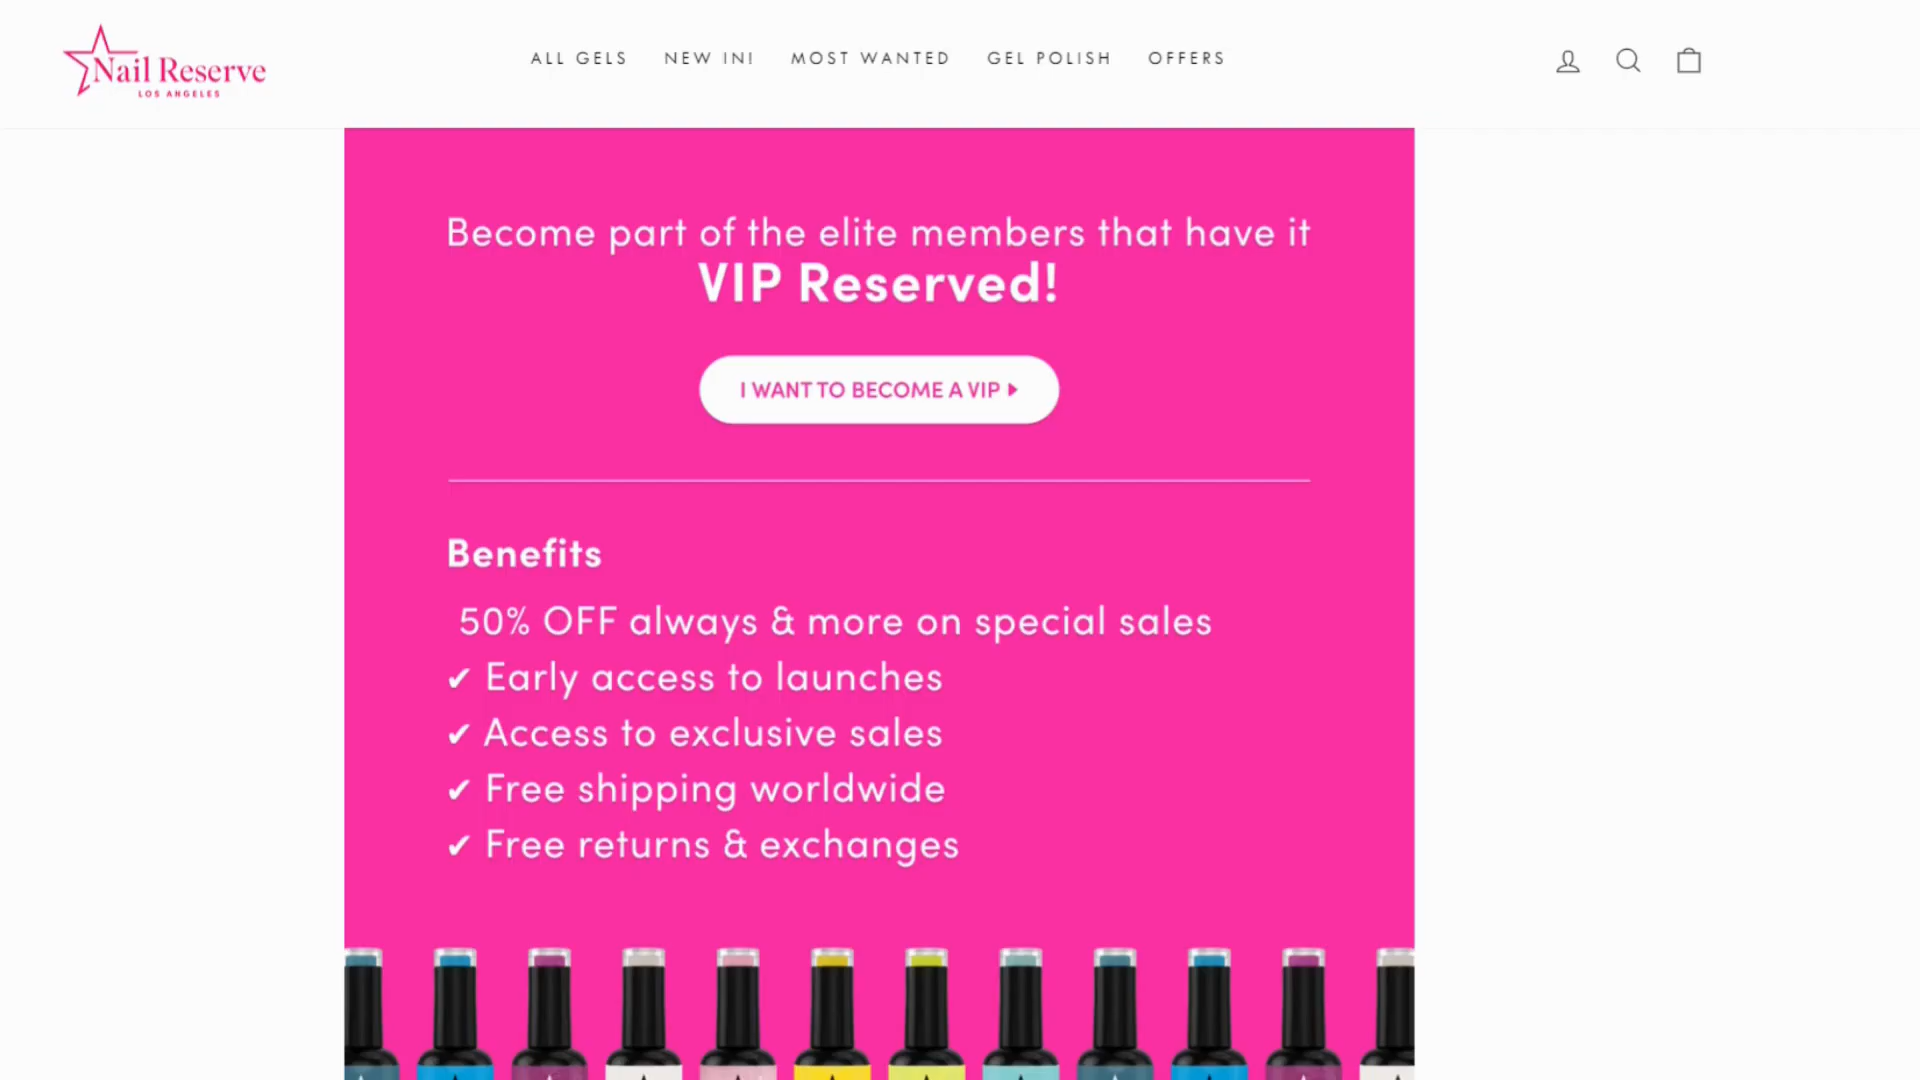 Nail Reserve
LOS ANGELES
ALL GELS NEW IN! MOST WANTED GEL POLISH OFFERS
Become part of the elite members that have it
VIP Reserved!
I WANT TO BECOME A VIP
Benefits
50% OFF always & more on special sales
✔ Early access to launches
✔ Access to exclusive sales
✔ Free shipping worldwide
✔ Free returns & exchanges